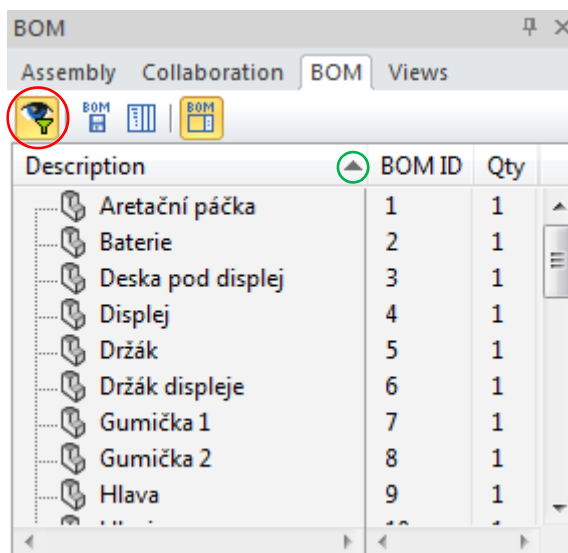 BOM
Assembly Collaboration BOM Views
BOM BOM
Description BOM ID Qty
Aretační páčka 1 1
Baterie 2 1
Deska pod displej 3 1
Displej 4 1
Držák 5 1
Držák displeje 6 1
Gumička 1 7 1
Gumička 2 8 1
Hlava 9 1